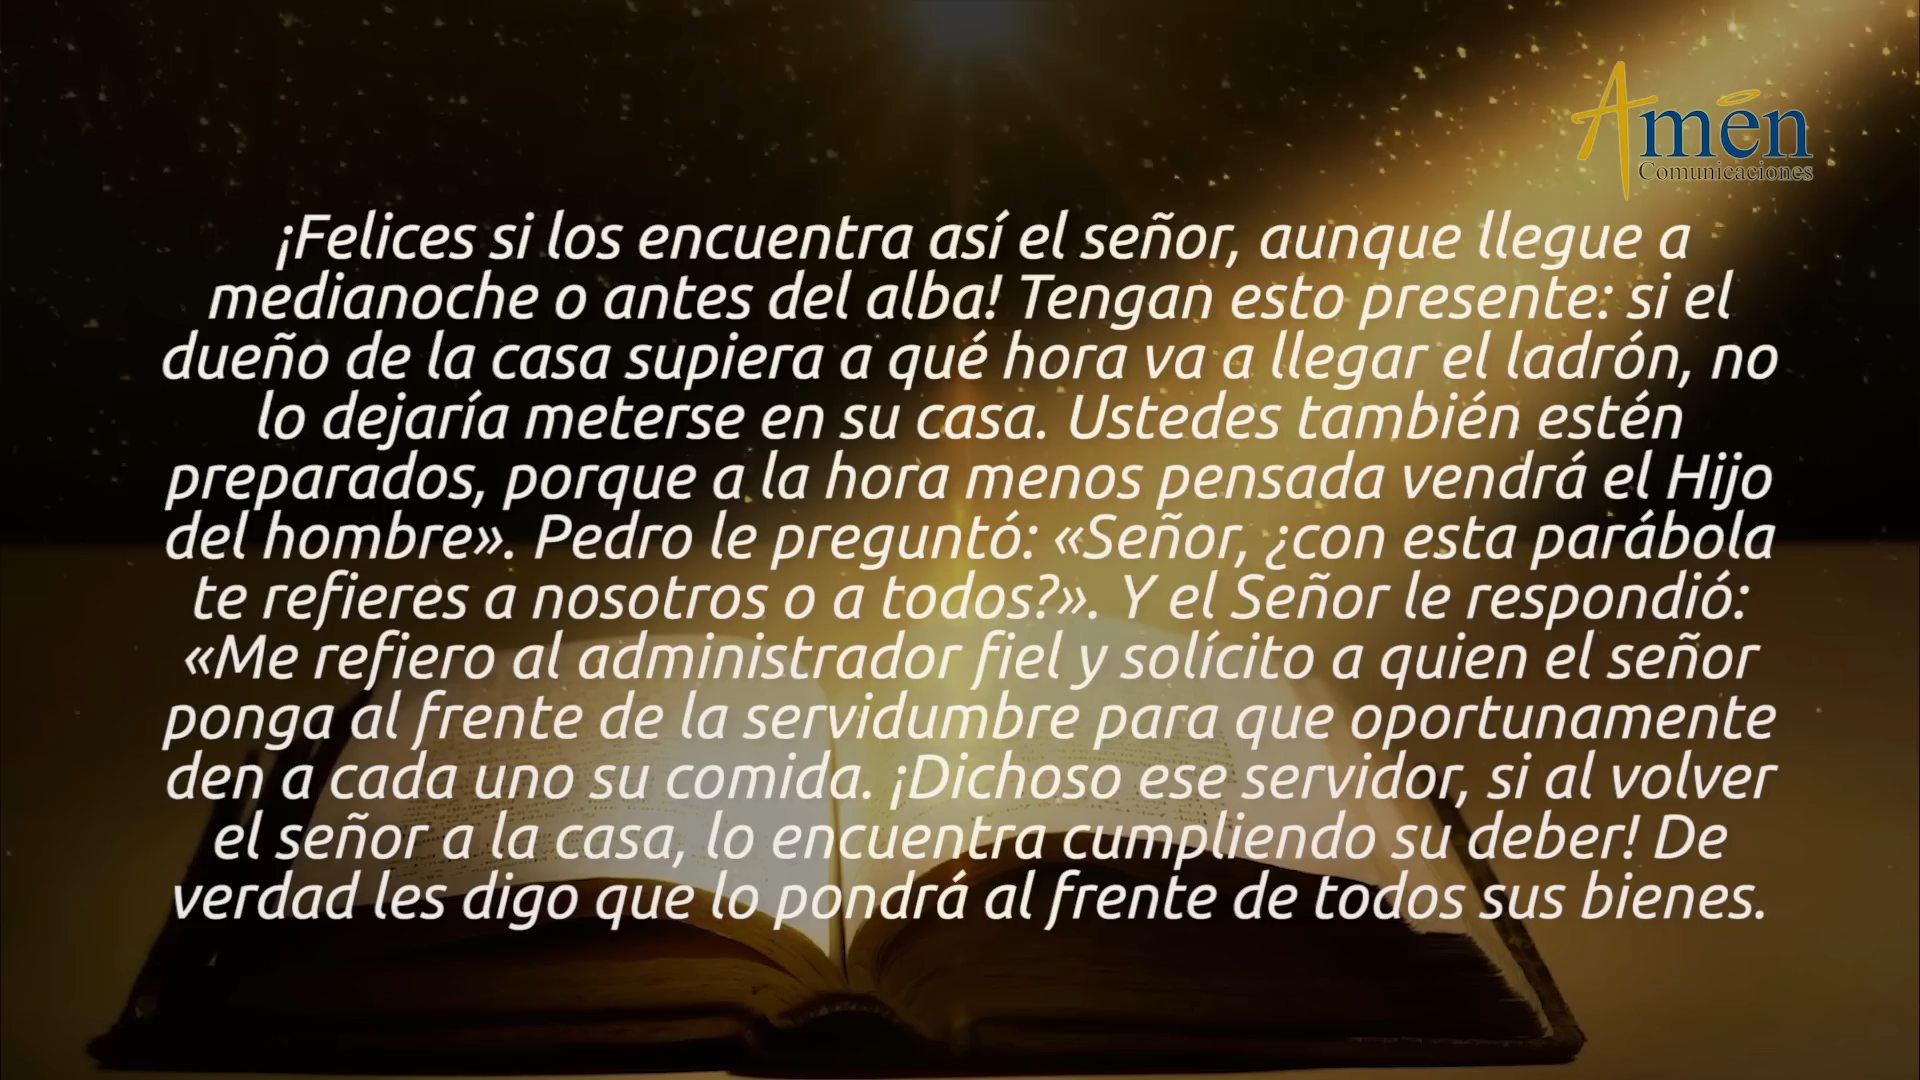 Amén
Comunicaciones
¡Felices si los encuentra así el señor, aunque llegue a
medianoche o antes del alba! Tengan esto presente: si el
dueño de la casa supiera a qué hora va a llegar el ladrón, no
lo dejaría meterse en su casa. Ustedes también estén
preparados, porque a la hora menos pensada vendrá el Hijo
del hombre». Pedro le preguntó: «Señor, ¿con esta parábola
te refieres a nosotros o a todos?». Y el Señor le respondió:
«Me refiero al administrador fiel y solícito a quien el señor
ponga al frente de la servidumbre para que oportunamente
den a cada uno su comida. ¡Dichoso ese servidor, si al volver
el señor a la casa, lo encuentra cumpliendo su deber! De
verdad les digo que lo pondrá al frente de todos sus bienes.